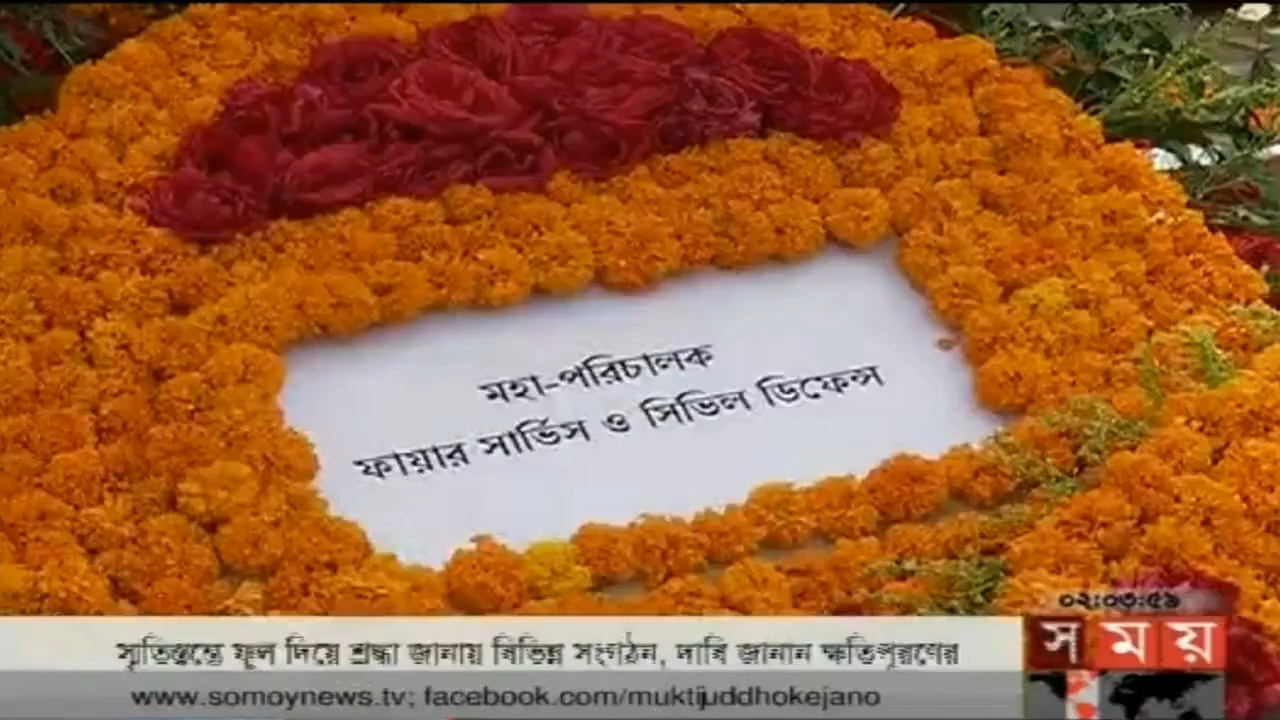 মহা-পরিচালক
ফায়ার সার্ভিস ও সিভিল ডিফেন্স
০২:০৩:৫৯
স্মৃতিস্তম্ভে ফুল দিয়ে শ্রদ্ধা জানায় বিভিন্ন সংগঠন, দাবি জানান ক্ষতিপূরণের
সময়
www.somoynews.tv; facebook.com/muktijuddhokejano